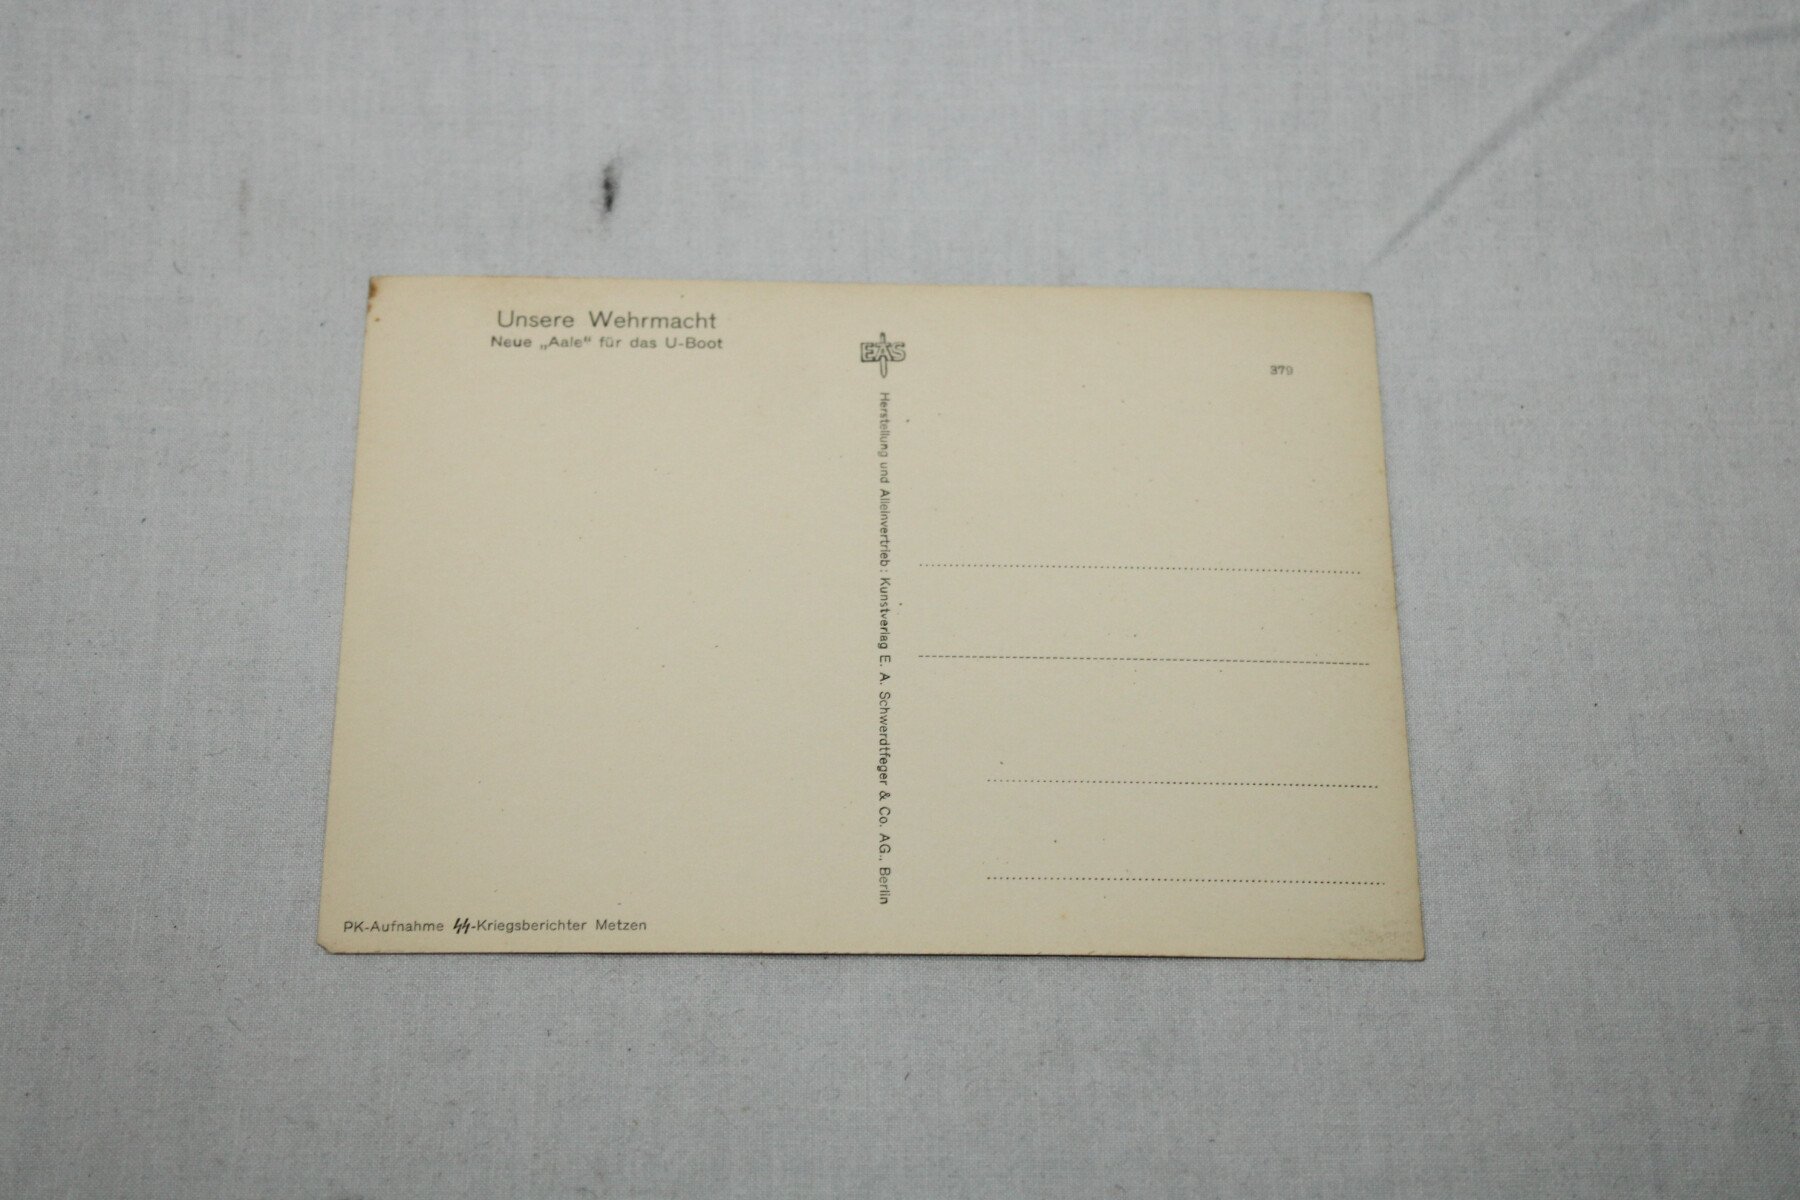 Unsere Wehrmacht
Neue „Aale“ für das U-Boot
EAS
379
Herstellung und Alleinvertrieb: Kunstverlag E. A. Schwerdtfeger & Co. AG., Berlin
PK-Aufnahme ᛋᛋ-Kriegsberichter Metzen